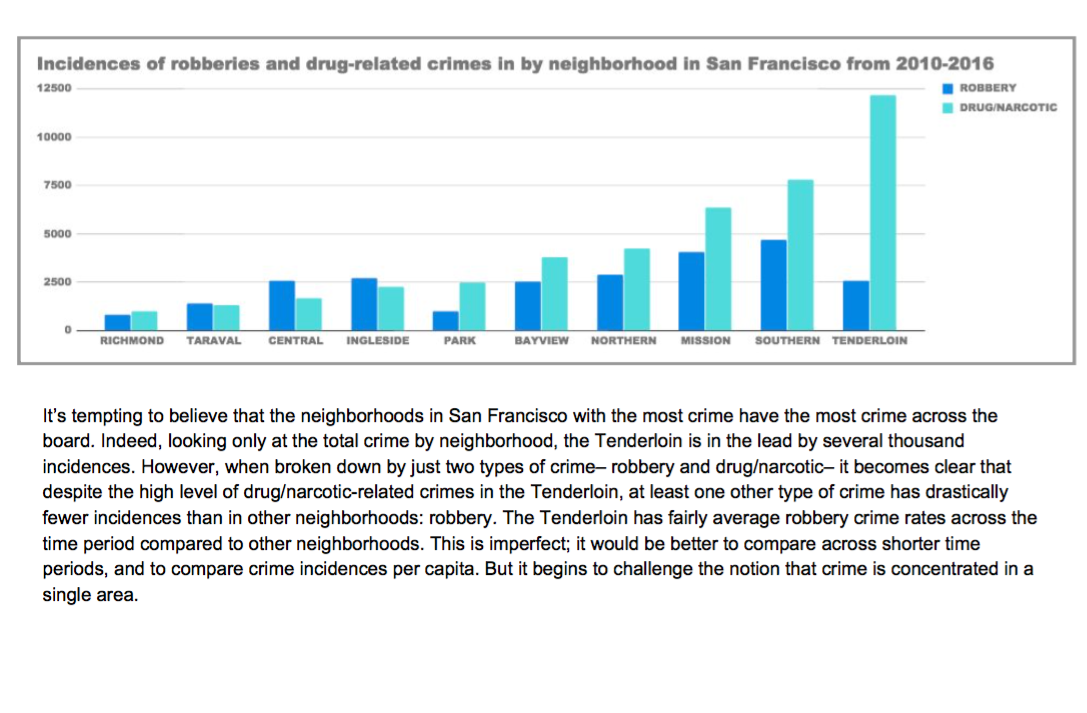 Incidences of robberies and drug-related crimes in by neighborhood in San Francisco from 2010-2016
12500
10000
7500
5000
2500
0
ROBBERY
DRUG/NARCOTIC
RICHMOND TARAVAL CENTRAL INGLESIDE PARK BAYVIEW NORTHERN MISSION SOUTHERN TENDERLOIN
It's tempting to believe that the neighborhoods in San Francisco with the most crime have the most crime across the
board. Indeed, looking only at the total crime by neighborhood, the Tenderloin is in the lead by several thousand
incidences. However, when broken down by just two types of crime– robbery and drug/narcotic– it becomes clear that
despite the high level of drug/narcotic-related crimes in the Tenderloin, at least one other type of crime has drastically
fewer incidences than in other neighborhoods: robbery. The Tenderloin has fairly average robbery crime rates across the
time period compared to other neighborhoods. This is imperfect; it would be better to compare across shorter time
periods, and to compare crime incidences per capita. But it begins to challenge the notion that crime is concentrated in a
single area.